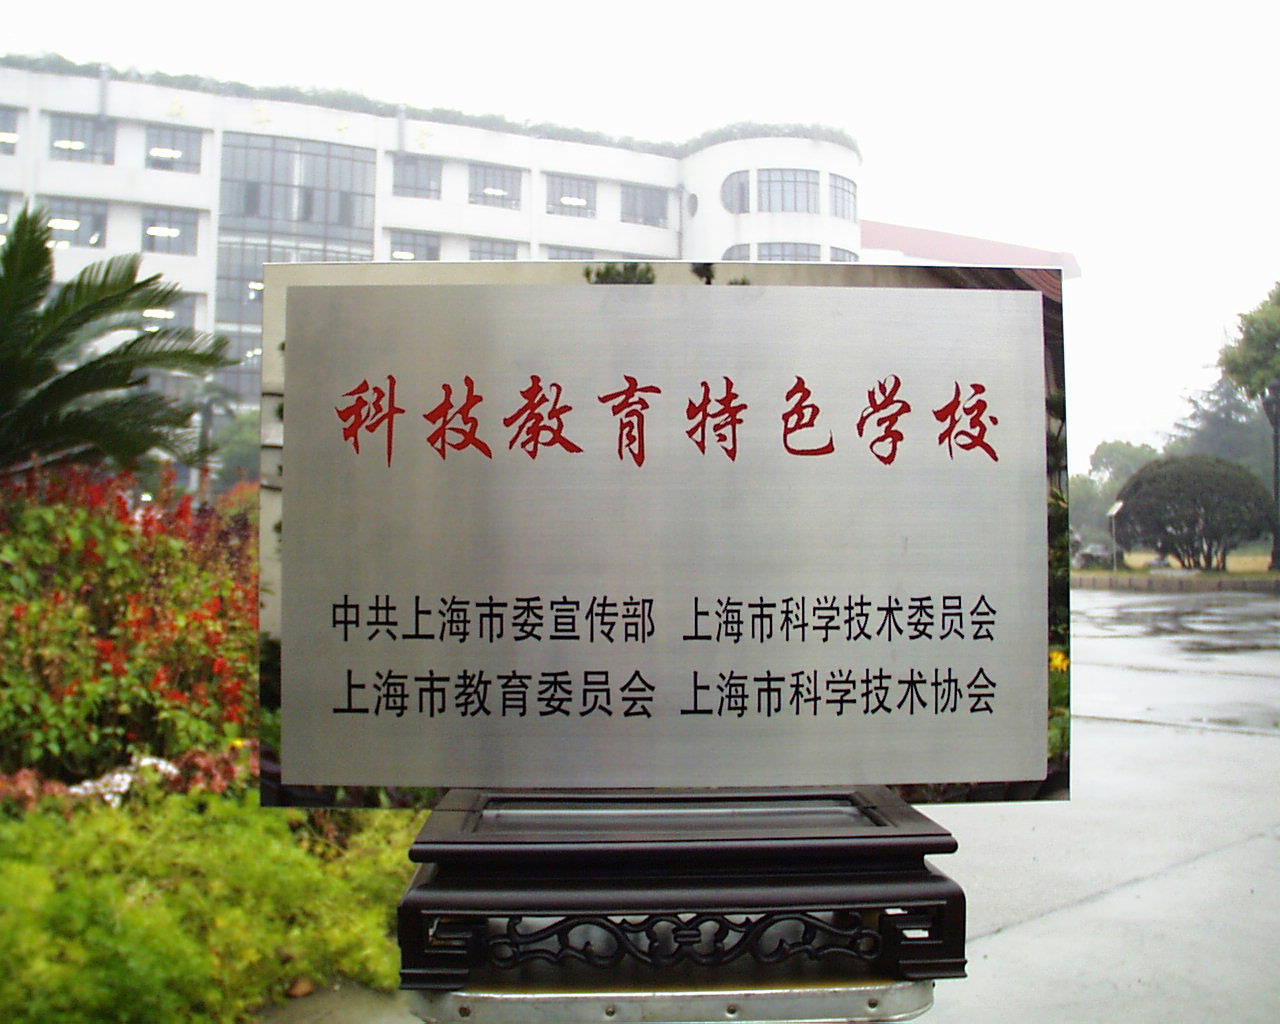 科技教育特色学校
中共上海市委宣传部 上海市科学技术委员会
上海市教育委员会 上海市科学技术协会